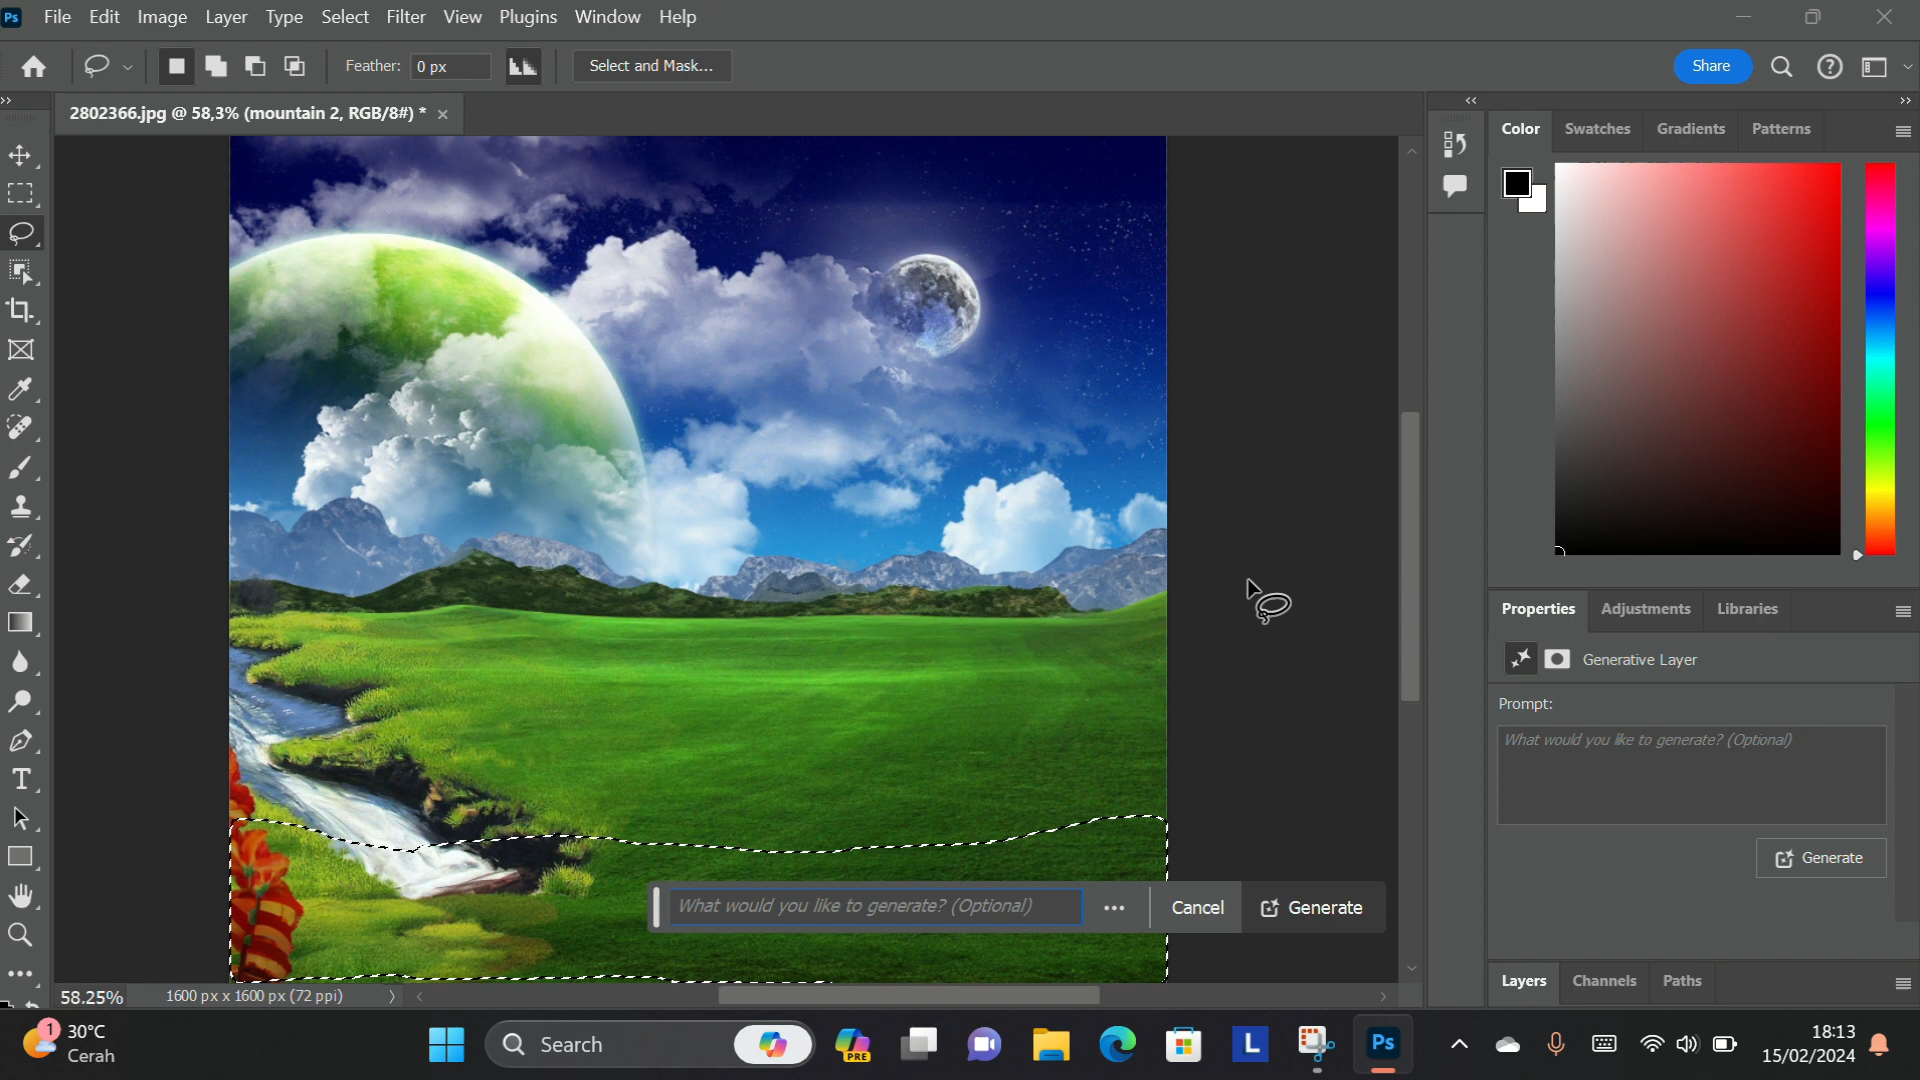 Ps File Edit Image Layer Type Select Filter View Plugins Window Help
Feather: 0 px Select and Mask... Share
2802366.jpg @ 58,3% (mountain 2, RGB/8#) *
Color Swatches Gradients Patterns
Properties Adjustments Libraries
Generative Layer
Prompt:
What would you like to generate? (Optional)
Generate
What would you like to generate? (Optional) Cancel Generate
Layers Channels Paths
58.25% 1600 px x 1600 px (72 ppi)
1 30°C
Cerah
Search
PRE
L
Ps
18:13
15/02/2024